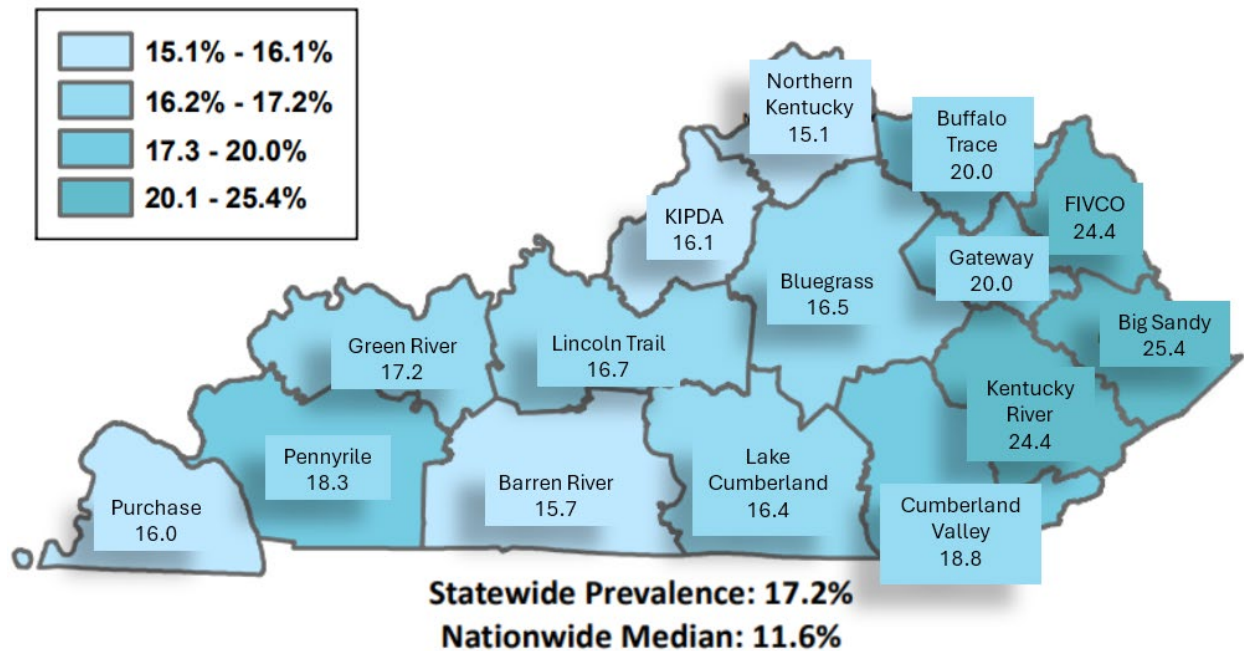 15.1% - 16.1%
16.2% - 17.2%
17.3 - 20.0%
20.1 - 25.4%
Northern
Kentucky
15.1
Buffalo
Trace
20.0
FIVCO
24.4
KIPDA
16.1
Bluegrass
16.5
Gateway
20.0
Big Sandy
25.4
Green River
17.2
Lincoln Trail
16.7
Kentucky
River
24.4
Pennyrile
18.3
Barren River
15.7
Lake
Cumberland
16.4
Cumberland
Valley
18.8
Purchase
16.0
Statewide Prevalence: 17.2%
Nationwide Median: 11.6%